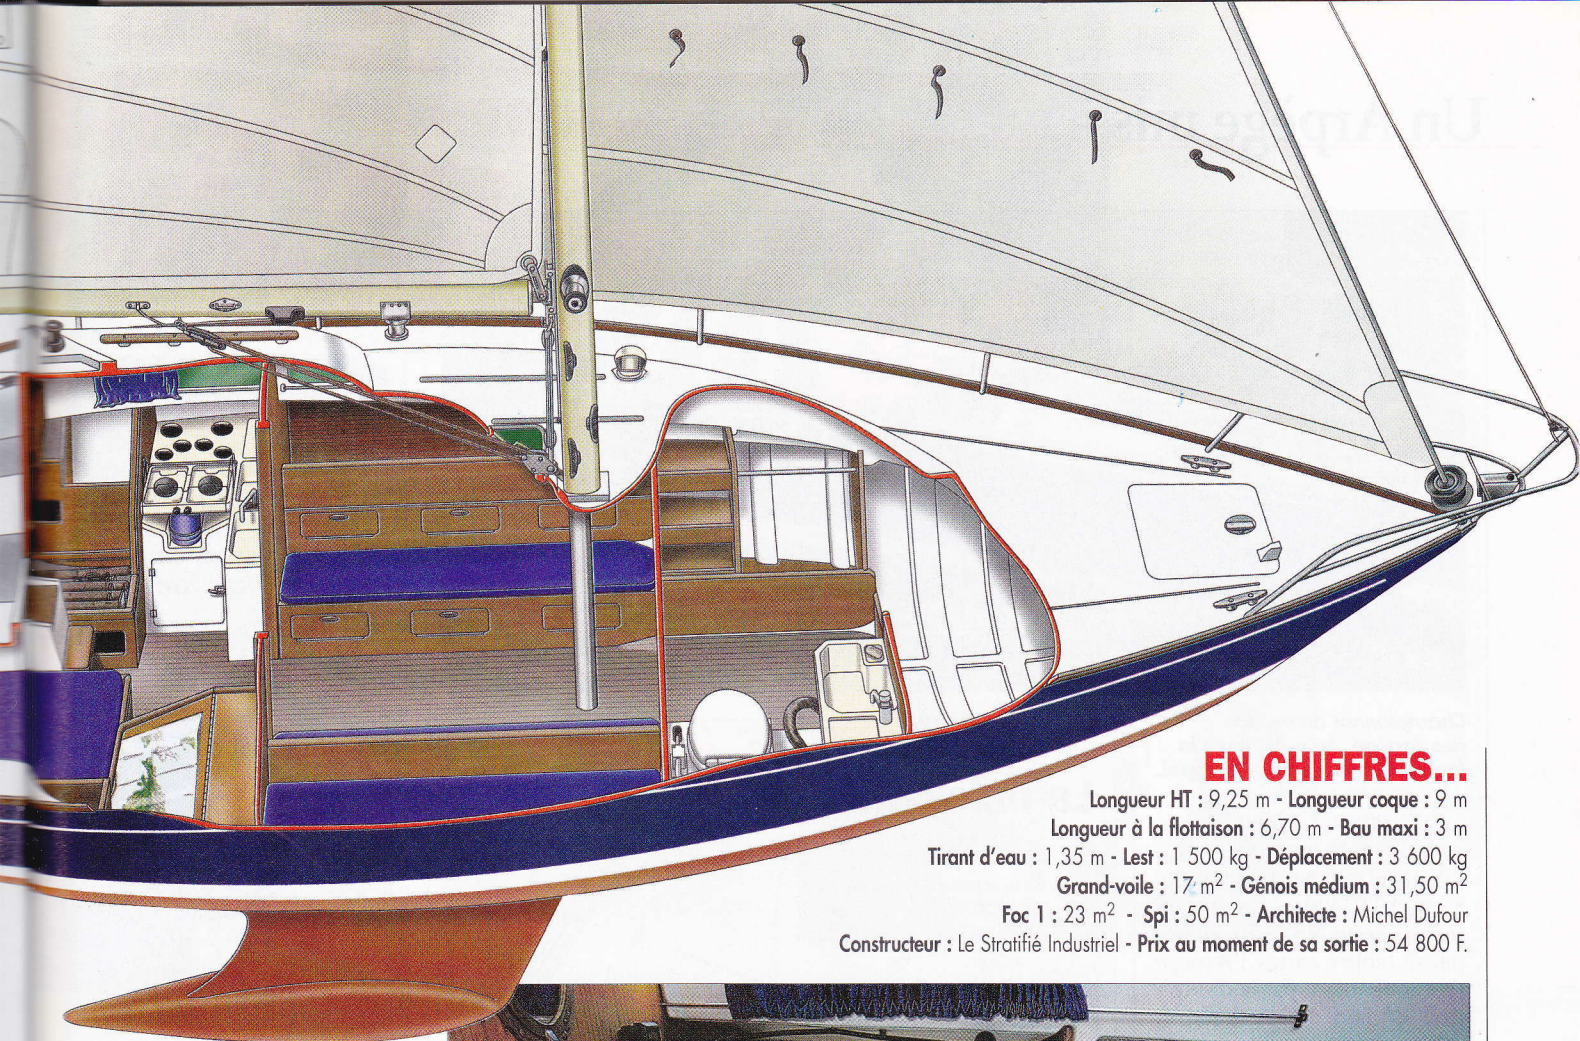 EN CHIFFRES...
Longueur HT : 9,25 m - Longueur coque : 9 m
Longueur à la flottaison : 6,70 m - Bau maxi : 3 m
Tirant d'eau : 1,35 m - Lest : 1 500 kg - Déplacement : 3 600 kg
Grand-voile : 17 m² - Génois médium : 31,50 m²
Foc 1 : 23 m² - Spi : 50 m² - Architecte : Michel Dufour
Constructeur : Le Stratifié Industriel - Prix au moment de sa sortie : 54 800 F.